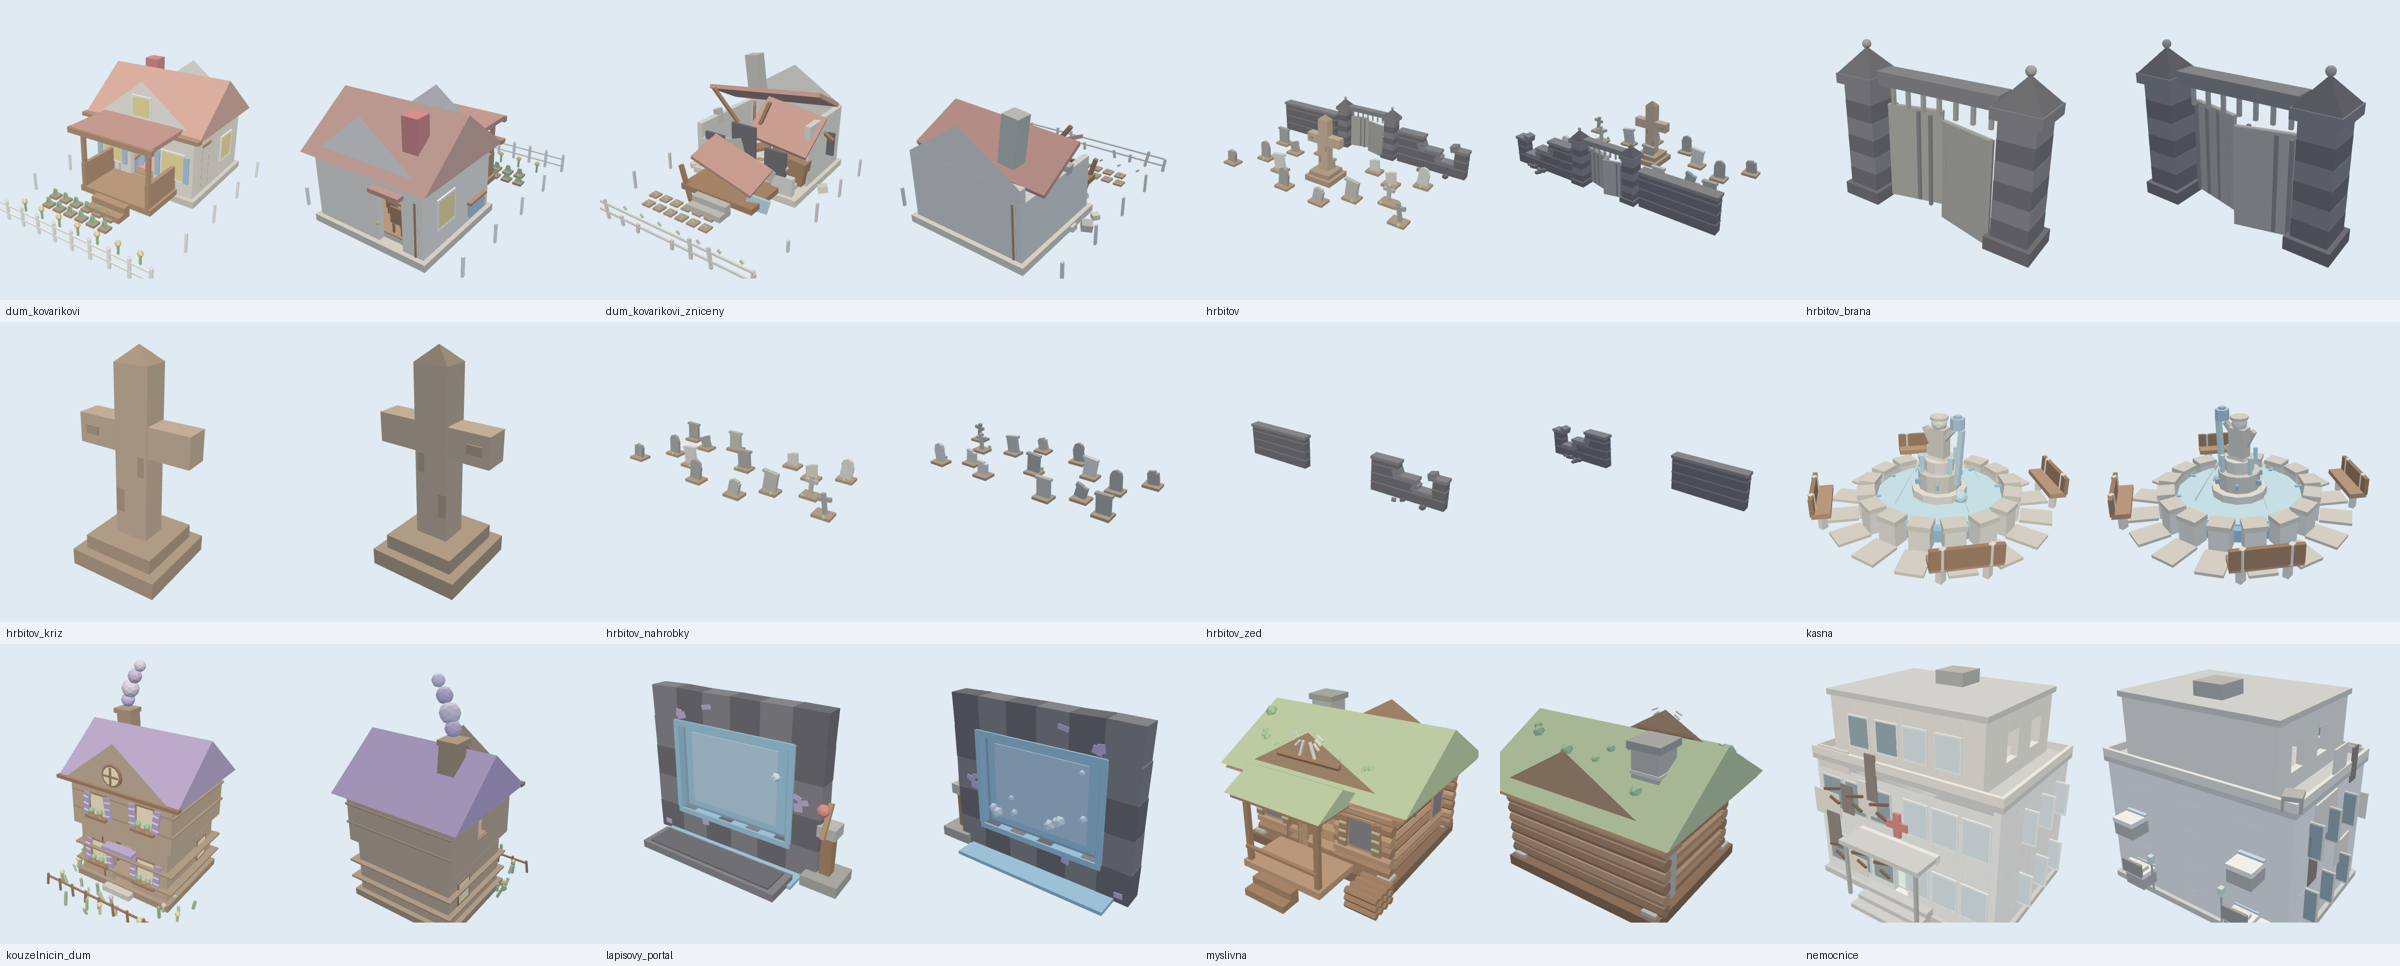 dum_kovarikovi
dum_kovarikovi_zniceny
hrbitov
hrbitov_brana
hrbitov_kriz
hrbitov_nahrobky
hrbitov_zed
kasna
kouzelnicin_dum
lapisovy_portal
myslivna
nemocnice